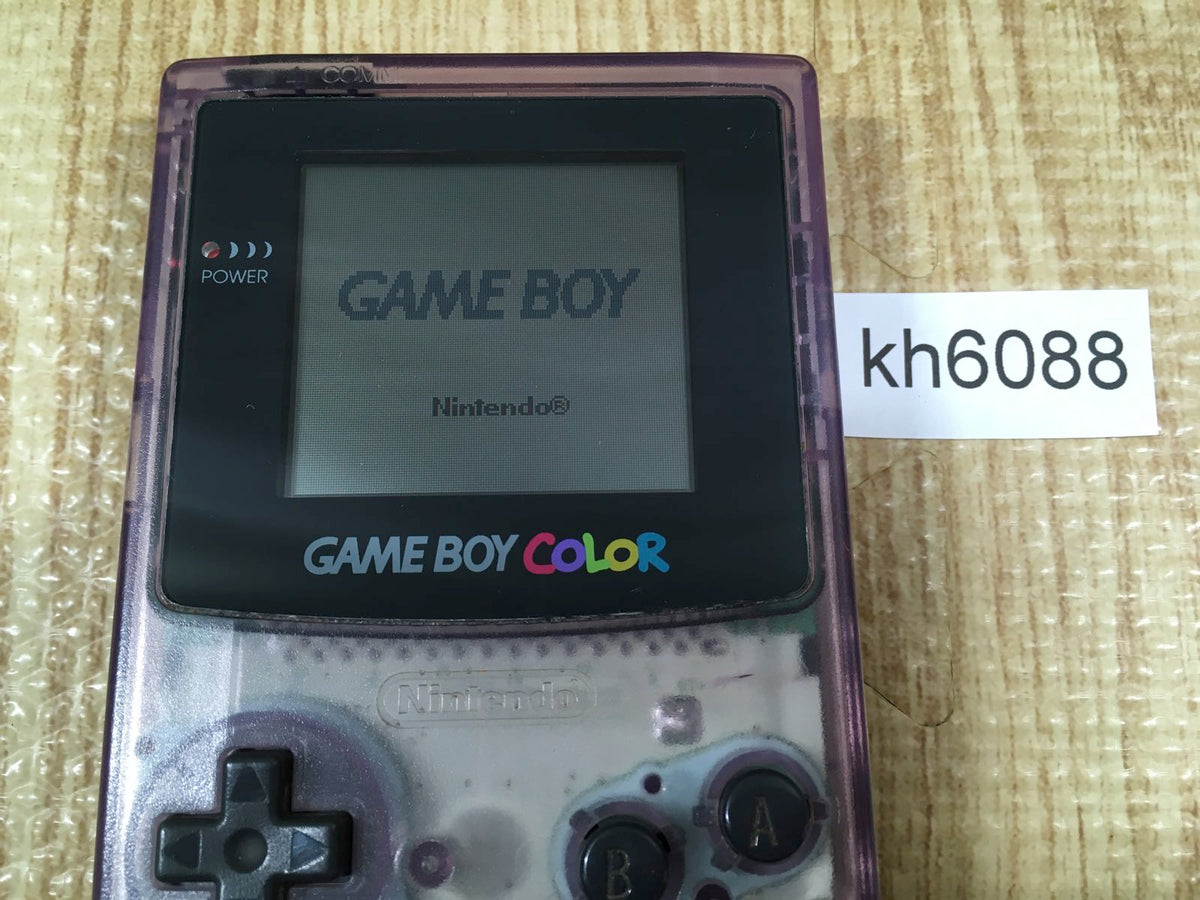 COMM
POWER
GAME BOY
Nintendo®
kh6088
GAME BOY COLOR
Nintendo
A
B